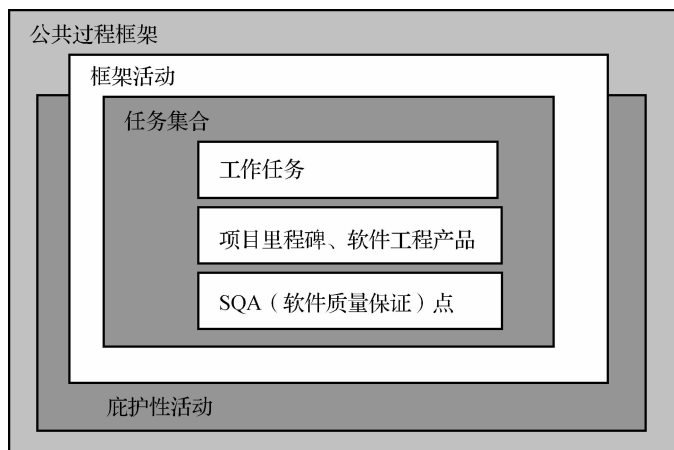 公共过程框架
框架活动
任务集合
工作任务
项目里程碑、软件工程产品
SQA（软件质量保证）点
庇护性活动